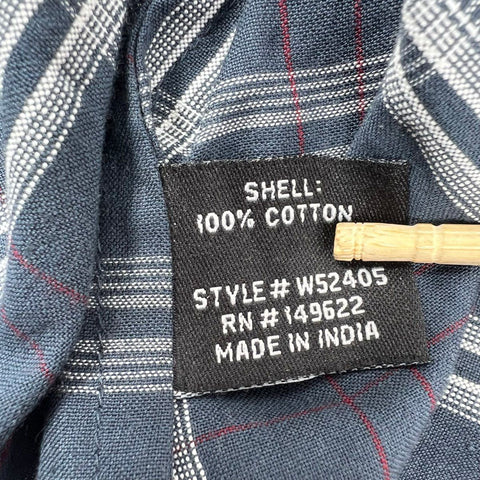 SHELL:
100% COTTON
STYLE # W52405
RN # 149622
MADE IN INDIA